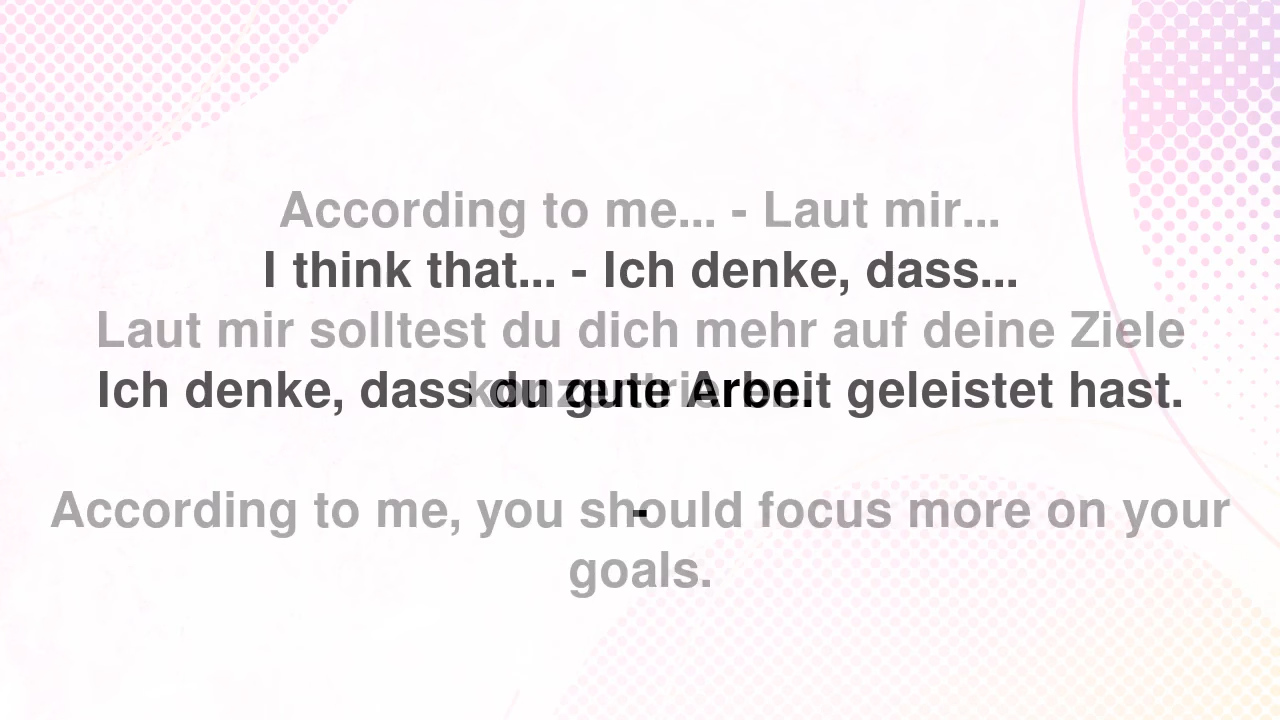 According to me... - Laut mir...
I think that... - Ich denke, dass...
Laut mir solltest du dich mehr auf deine Ziele
Ich denke, dass du gute Arbeit geleistet hast.
-
According to me, you should focus more on your
goals.